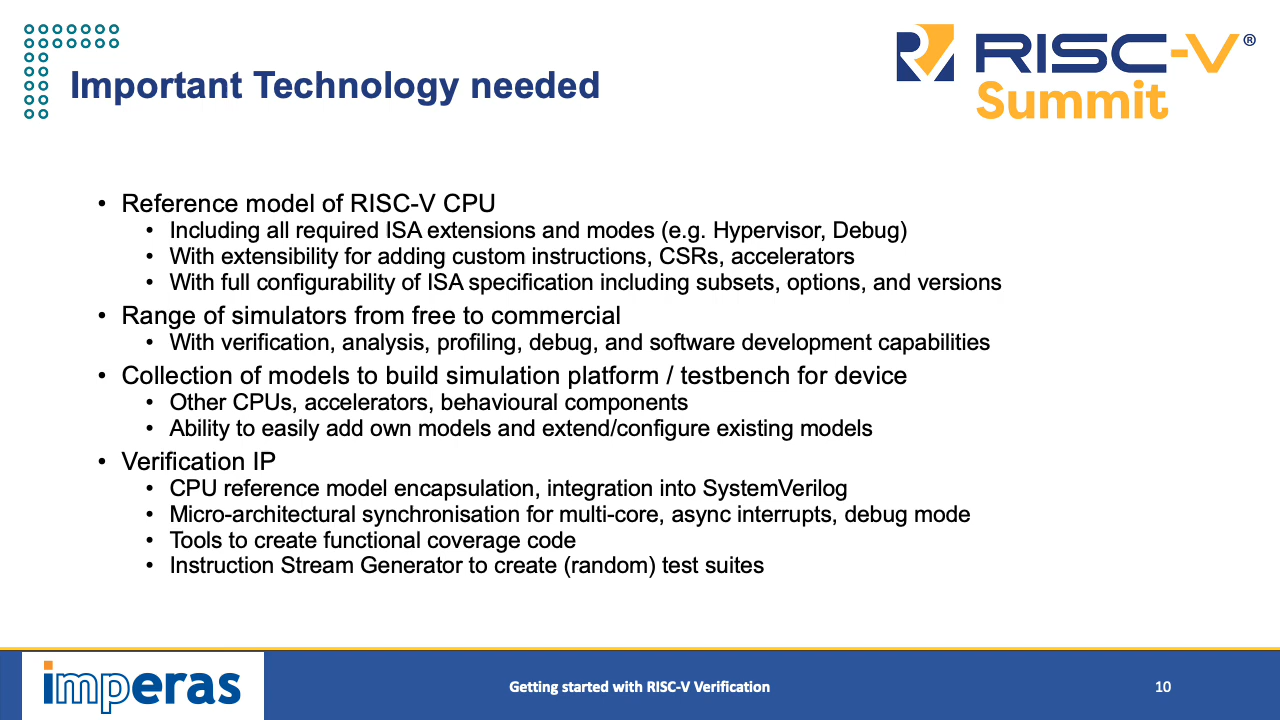 Important Technology needed
RISC-V®
Summit
• Reference model of RISC-V CPU
• Including all required ISA extensions and modes (e.g. Hypervisor, Debug)
• With extensibility for adding custom instructions, CSRs, accelerators
• With full configurability of ISA specification including subsets, options, and versions
• Range of simulators from free to commercial
• With verification, analysis, profiling, debug, and software development capabilities
• Collection of models to build simulation platform / testbench for device
• Other CPUs, accelerators, behavioural components
• Ability to easily add own models and extend/configure existing models
• Verification IP
• CPU reference model encapsulation, integration into SystemVerilog
• Micro-architectural synchronisation for multi-core, async interrupts, debug mode
• Tools to create functional coverage code
• Instruction Stream Generator to create (random) test suites
imperas
Getting started with RISC-V Verification
10